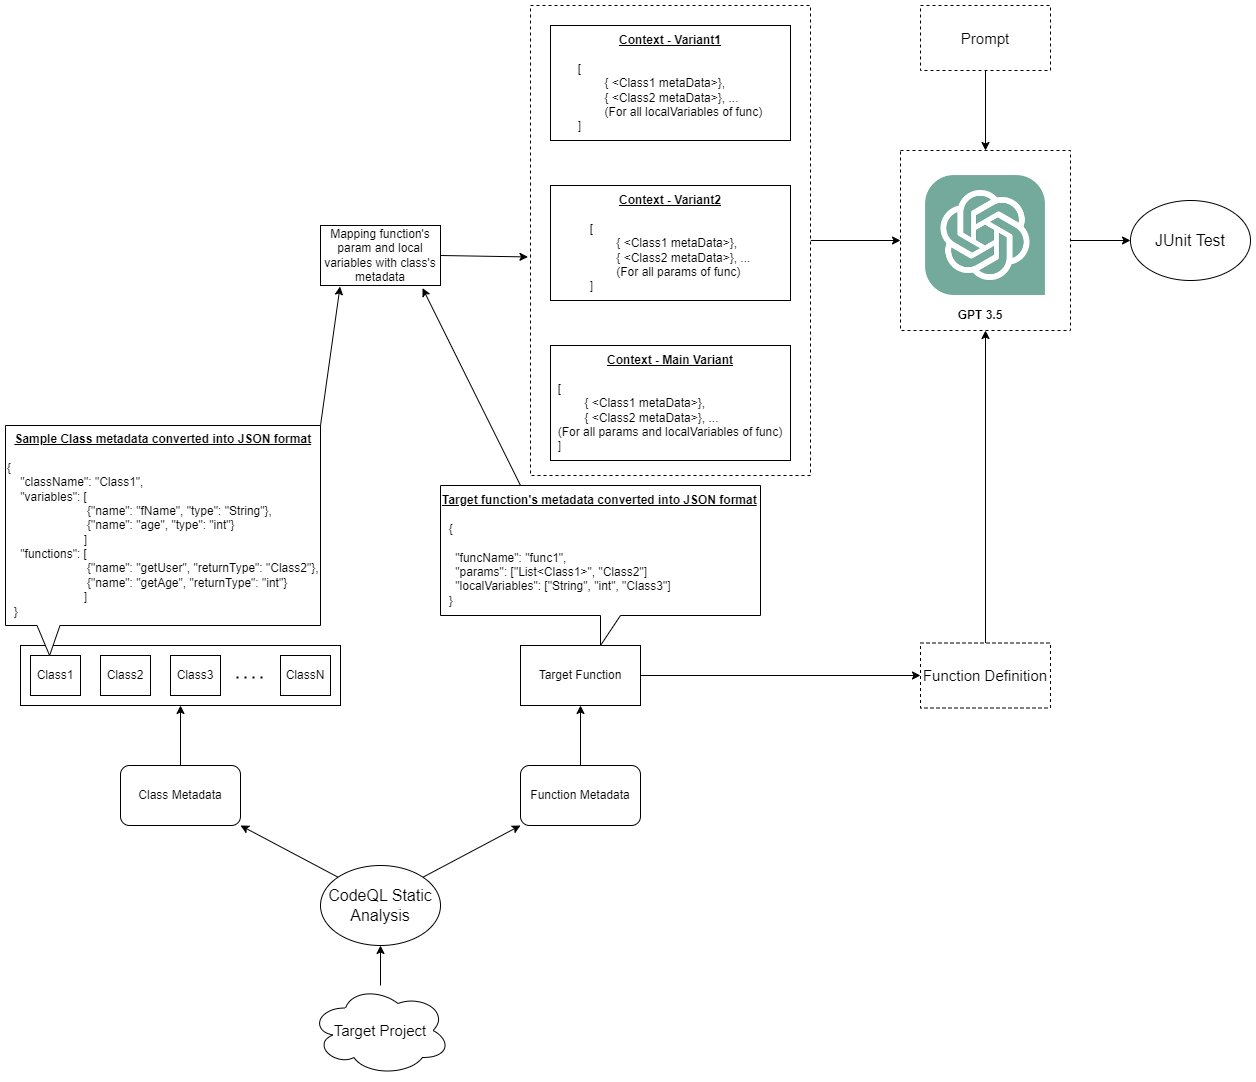 Context - Variant1
[
{ <Class1 metaData>},
{ <Class2 metaData>}, ...
(For all localVariables of func)
]
Prompt
Context - Variant2
[
{ <Class1 metaData>},
{ <Class2 metaData>}, ...
(For all params of func)
]
Mapping function's
param and local
variables with class's
metadata
GPT 3.5
JUnit Test
Context - Main Variant
[
{ <Class1 metaData>},
{ <Class2 metaData>}, ...
(For all params and localVariables of func)
]
Sample Class metadata converted into JSON format
{
"className": "Class1",
"variables": [
{"name": "fName", "type": "String"},
{"name": "age", "type": "int"}
]
"functions": [
{"name": "getUser", "returnType": "Class2"},
{"name": "getAge", "returnType": "int"}
]
}
Target function's metadata converted into JSON format
{
"funcName": "func1",
"params": ["List<Class1>", "Class2"]
"localVariables": ["String", "int", "Class3"]
}
Class1
Class2
Class3
. . . .
ClassN
Target Function
Function Definition
Class Metadata
Function Metadata
CodeQL Static
Analysis
Target Project